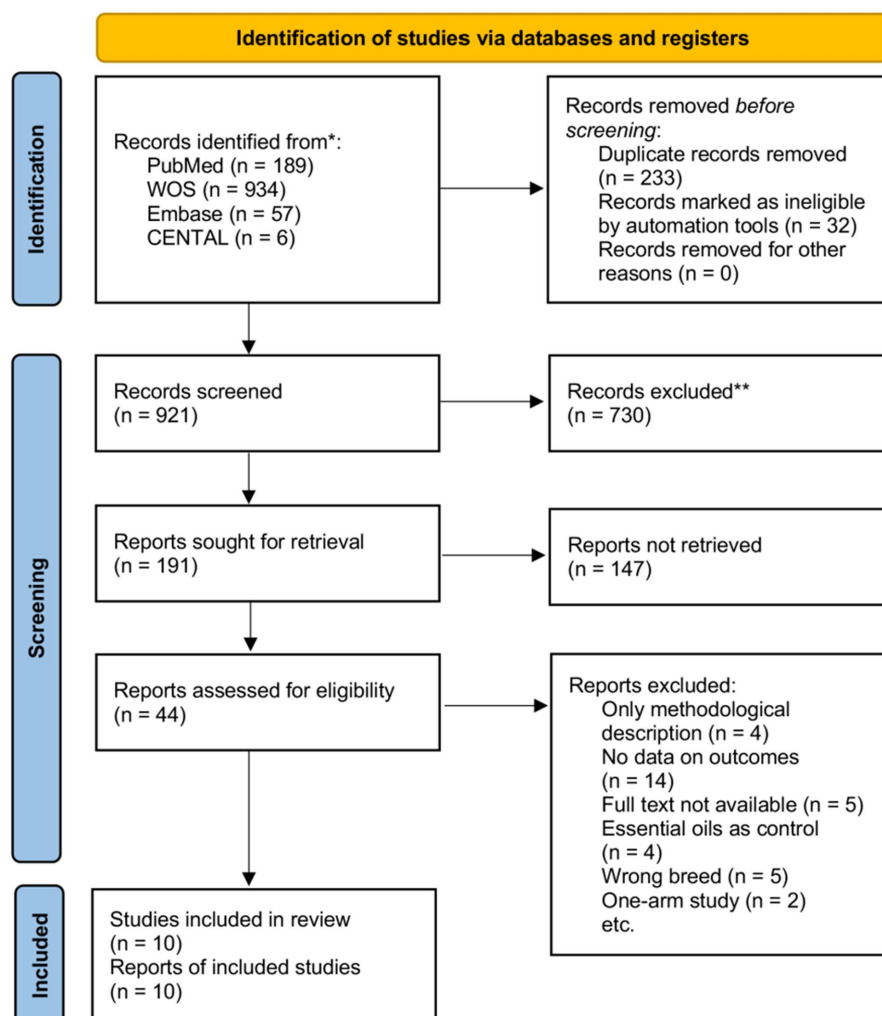 Identification of studies via databases and registers
Identification
Records identified from*:
PubMed (n = 189)
WOS (n = 934)
Embase (n = 57)
CENTAL (n = 6)
Records removed before
screening:
Duplicate records removed
(n = 233)
Records marked as ineligible
by automation tools (n = 32)
Records removed for other
reasons (n = 0)
Screening
Records screened
(n = 921)
Records excluded**
(n = 730)
Reports sought for retrieval
(n = 191)
Reports not retrieved
(n = 147)
Reports assessed for eligibility
(n = 44)
Reports excluded:
Only methodological
description (n = 4)
No data on outcomes
(n = 14)
Full text not available (n = 5)
Essential oils as control
(n = 4)
Wrong breed (n = 5)
One-arm study (n = 2)
etc.
Included
Studies included in review
(n = 10)
Reports of included studies
(n = 10)